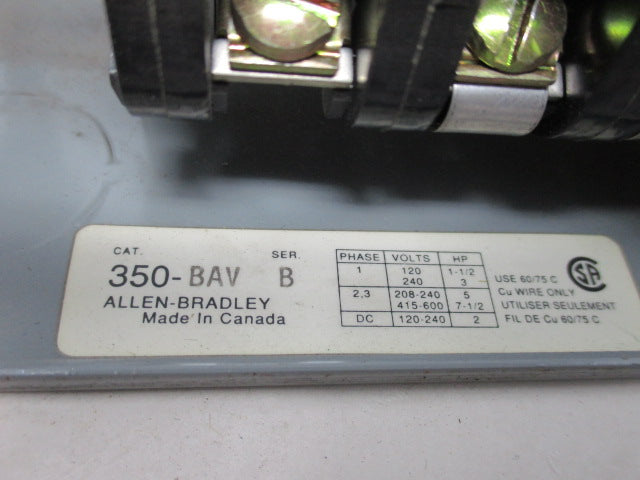 CAT. SER.
350-BAV B
ALLEN-BRADLEY
Made In Canada
PHASE VOLTS HP
1 120 1-1/2
240 3
2,3 208-240 5
415-600 7-1/2
DC 120-240 2
USE 60/75 C
Cu WIRE ONLY
UTILISER SEULEMENT
FIL DE Cu 60/75 C.
CSA